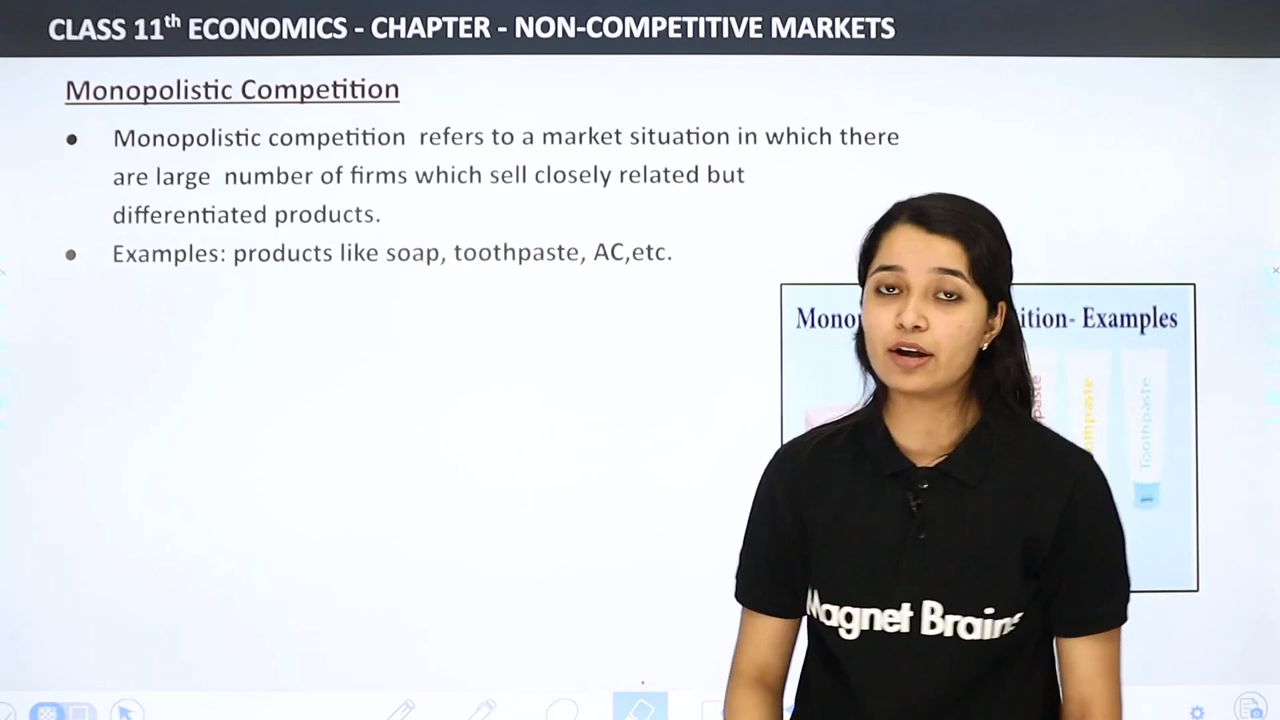 CLASS 11th ECONOMICS - CHAPTER - NON-COMPETITIVE MARKETS
Monopolistic Competition
• Monopolistic competition refers to a market situation in which there
are large number of firms which sell closely related but
differentiated products.
• Examples: products like soap, toothpaste, AC,etc.
Mono ition- Examples
Toothpaste
Magnet Brains